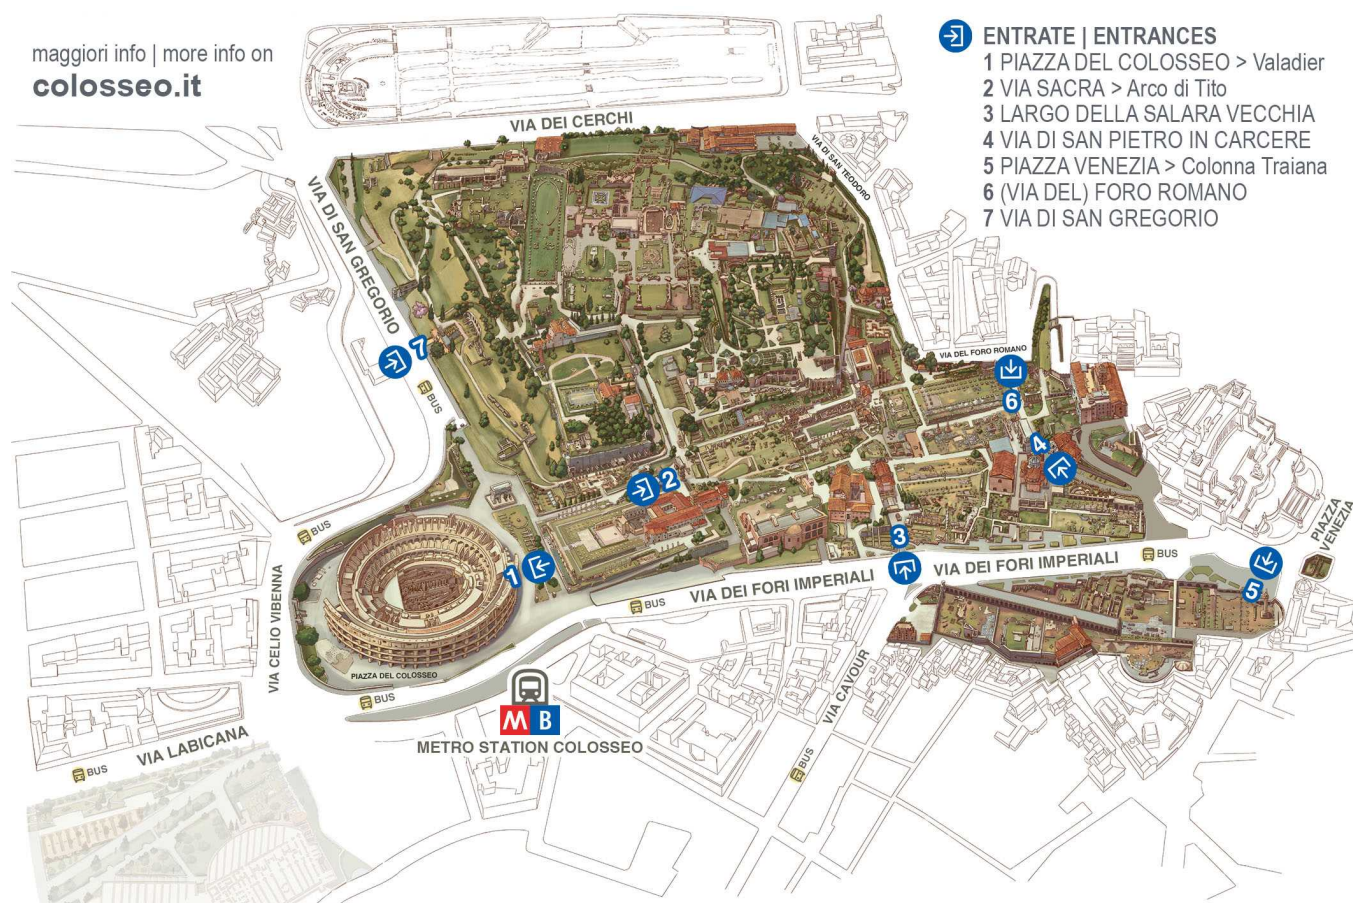 maggiori info | more info on
colosseo.it
ENTRATE | ENTRANCES
1 PIAZZA DEL COLOSSEO > Valadier
2 VIA SACRA > Arco di Tito
3 LARGO DELLA SALARA VECCHIA
4 VIA DI SAN PIETRO IN CARCERE
5 PIAZZA VENEZIA > Colonna Traiana
6 (VIA DEL) FORO ROMANO
7 VIA DI SAN GREGORIO
VIA DEI CERCHI
VIA DI SAN TEODORO
VIA DI SAN GREGORIO
7
BUS
VIA DEL FORO ROMANO
6
4
2
3
1
BUS
VIA DEI FORI IMPERIALI
VIA DEI FORI IMPERIALI
BUS
5
PIAZZA
VENEZIA
BUS
VIA CELIO VIBENNA
PIAZZA DEL COLOSSEO
BUS
M B
METRO STATION COLOSSEO
VIA CAVOUR
BUS
VIA LABICANA
BUS